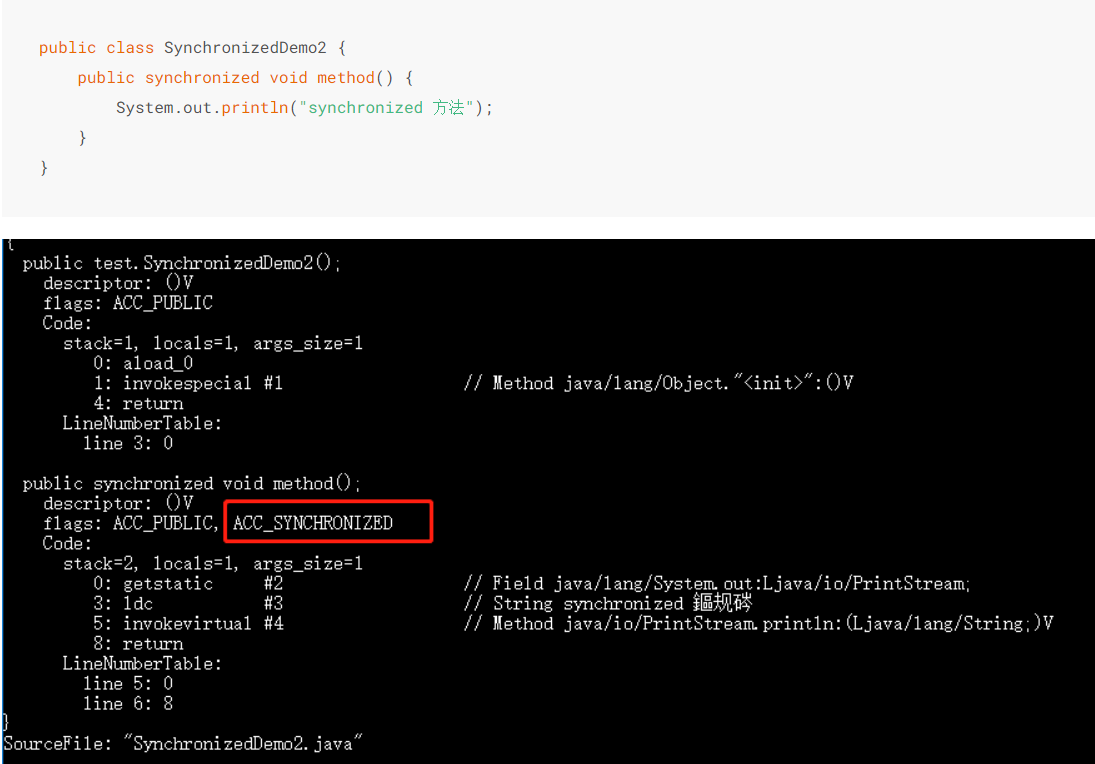 public class SynchronizedDemo2 {
public synchronized void method() {
System.out.println("synchronized 方法");
}
}
{
public test.SynchronizedDemo2();
descriptor: ()V
flags: ACC_PUBLIC
Code:
stack=1, locals=1, args_size=1
0: aload_0
1: invokespecial #1 // Method java/lang/Object."<init>":()V
4: return
LineNumberTable:
line 3: 0
public synchronized void method();
descriptor: ()V
flags: ACC_PUBLIC, ACC_SYNCHRONIZED
Code:
stack=2, locals=1, args_size=1
0: getstatic #2 // Field java/lang/System.out:Ljava/io/PrintStream;
3: ldc #3 // String synchronized 鏂规硶
5: invokevirtual #4 // Method java/io/PrintStream.println:(Ljava/lang/String;)V
8: return
LineNumberTable:
line 5: 0
line 6: 8
}
SourceFile: "SynchronizedDemo2.java"